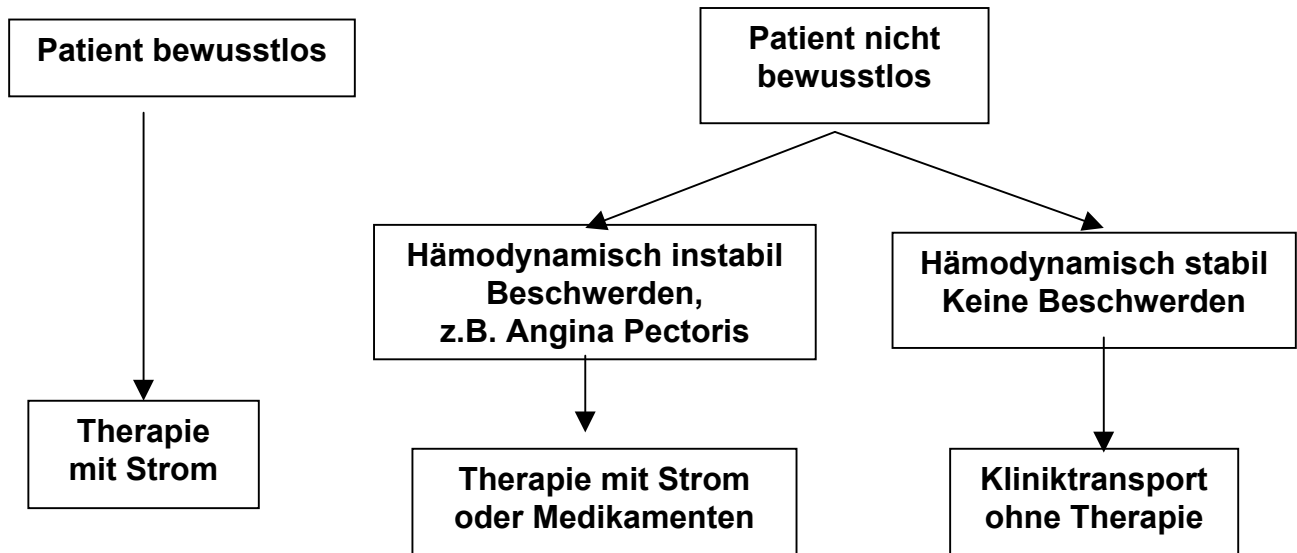 Patient bewusstlos
Patient nicht
bewusstlos
Hämodynamisch instabil
Beschwerden,
z.B. Angina Pectoris
Hämodynamisch stabil
Keine Beschwerden
Therapie
mit Strom
Therapie mit Strom
oder Medikamenten
Kliniktransport
ohne Therapie